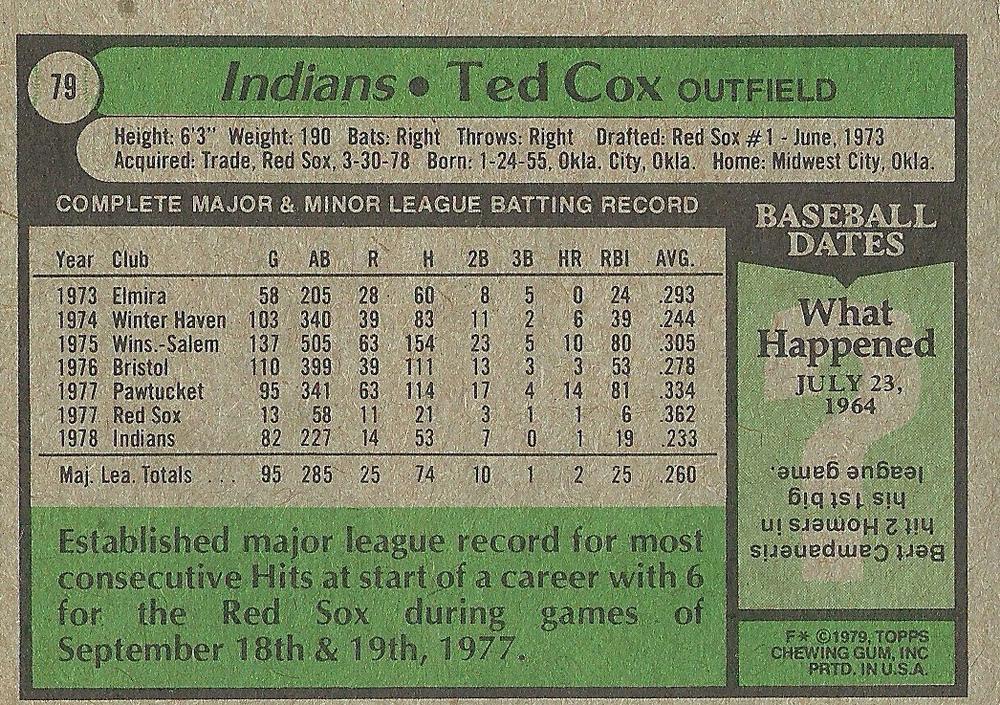 79
Indians • Ted Cox OUTFIELD
Height: 6'3" Weight: 190 Bats: Right Throws: Right Drafted: Red Sox #1 - June, 1973
Acquired: Trade, Red Sox, 3-30-78 Born: 1-24-55, Okla. City, Okla. Home: Midwest City, Okla.
COMPLETE MAJOR & MINOR LEAGUE BATTING RECORD
Year Club G AB R H 2B 3B HR RBI AVG.
1973 Elmira 58 205 28 60 8 5 0 24 .293
1974 Winter Haven 103 340 39 83 11 2 6 39 .244
1975 Wins.-Salem 137 505 63 154 23 5 10 80 .305
1976 Bristol 110 399 39 111 13 3 3 53 .278
1977 Pawtucket 95 341 63 114 17 4 14 81 .334
1977 Red Sox 13 58 11 21 3 1 1 6 .362
1978 Indians 82 227 14 53 7 0 1 19 .233
Maj. Lea. Totals . . . 95 285 25 74 10 1 2 25 .260
Established major league record for most
consecutive Hits at start of a career with 6
for the Red Sox during games of
September 18th & 19th, 1977.
BASEBALL
DATES
What
Happened
JULY 23,
1964
Bert Campaneris
hit 2 Homers in
his 1st big
league game.
F* ©1979, TOPPS
CHEWING GUM, INC
PRTD. IN U.S.A.